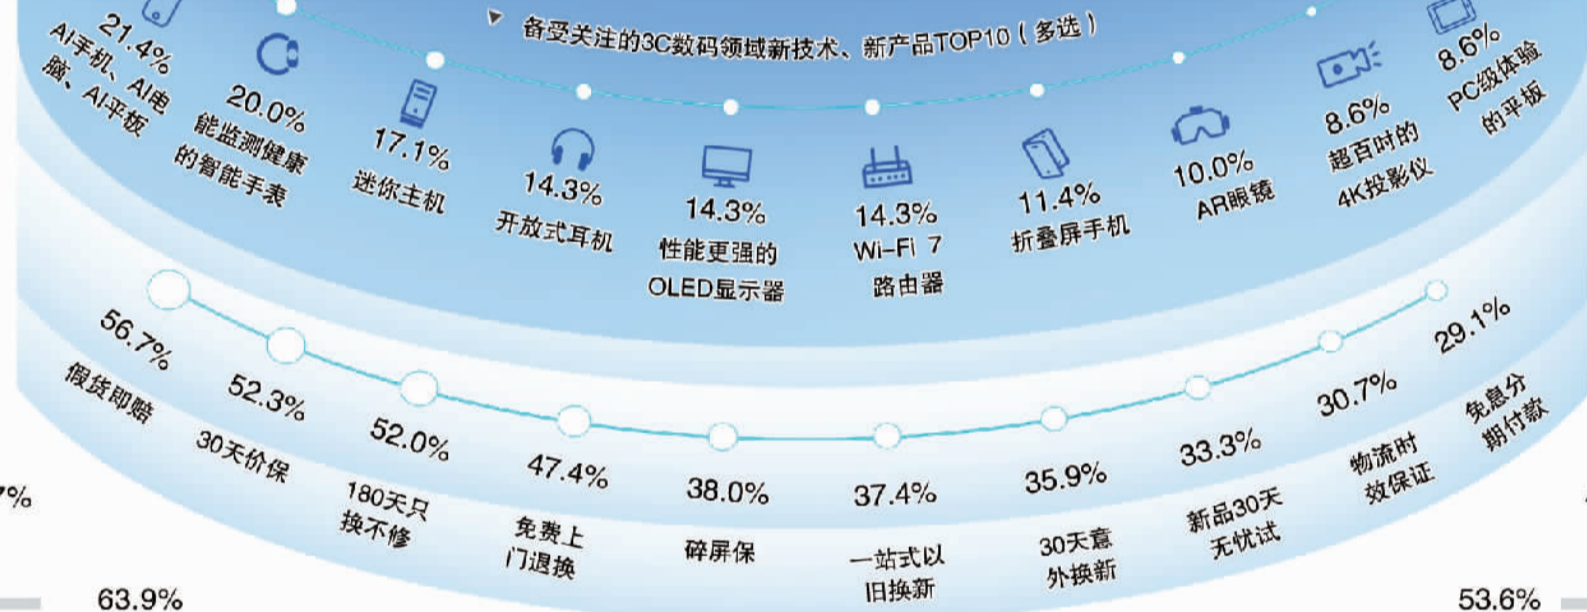 备受关注的3C数码领域新技术、新产品TOP10（多选）
21.4%
AI手机、AI电
脑、AI平板
20.0%
能监测健康
的智能手表
17.1%
迷你主机
14.3%
开放式耳机
14.3%
性能更强的
OLED显示器
14.3%
Wi-Fi 7
路由器
11.4%
折叠屏手机
10.0%
AR眼镜
8.6%
超百吋的
4K投影仪
8.6%
PC级体验
的平板
56.7%
假货即赔
52.3%
30天价保
52.0%
180天只
换不修
47.4%
免费上
门退换
38.0%
碎屏保
37.4%
一站式以
旧换新
35.9%
30天意
外换新
33.3%
新品30天
无忧试
30.7%
物流时
效保证
29.1%
免息分
期付款
63.9%
53.6%